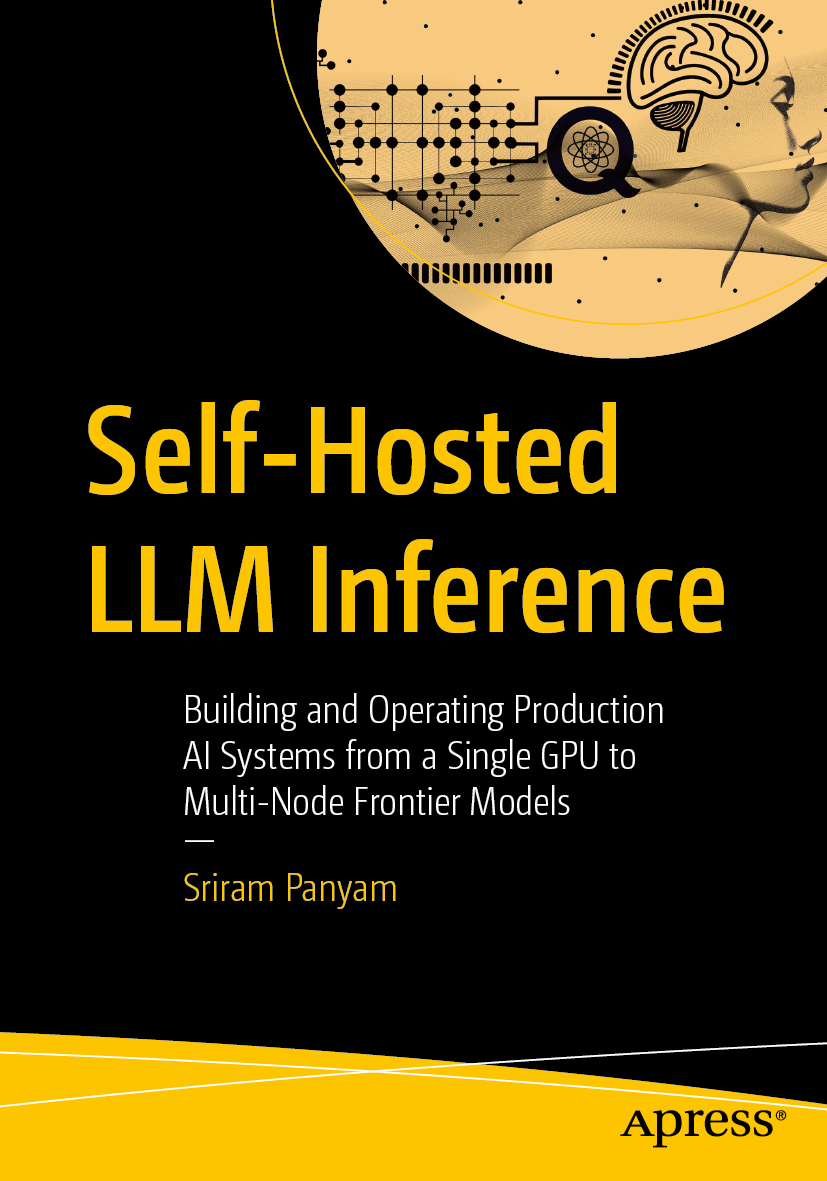 Self-Hosted
LLM Inference
Building and Operating Production
AI Systems from a Single GPU to
Multi-Node Frontier Models
—
Sriram Panyam
Apress®